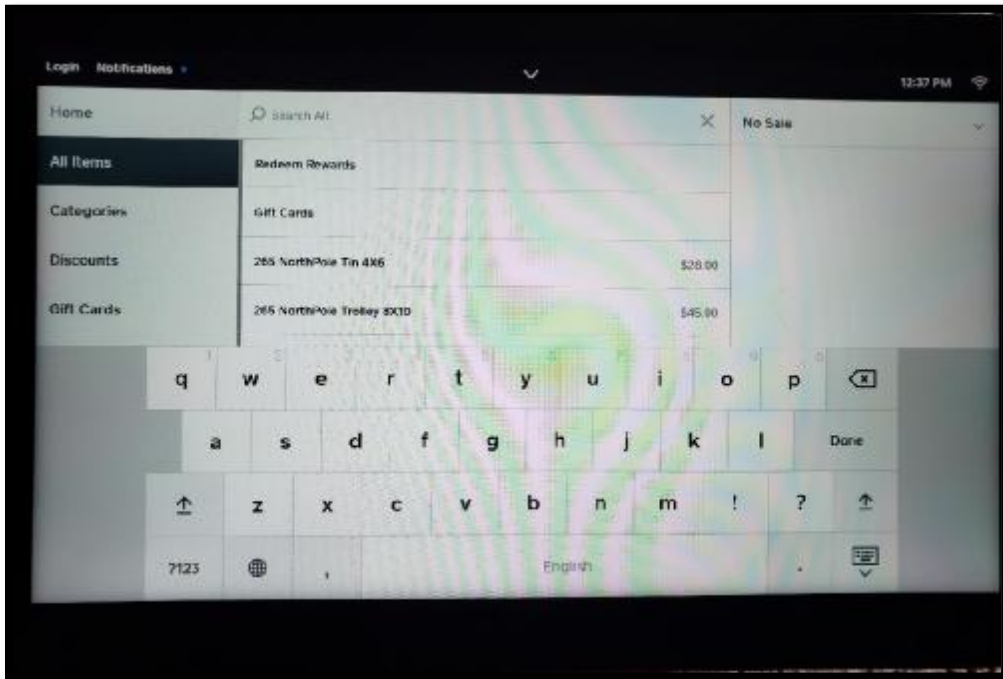 Login Notifications
12:37 PM
Home
Search All
No Sale
All Items
Redeem Rewards
Categories
Gift Cards
Discounts
265 NorthPole Tin 4X6 $28.00
Gift Cards
265 NorthPole Trolley 8X10 $45.00
q w e r t y u i o p
a s d f g h j k l Done
z x c v b n m ! ?
?123 , English .